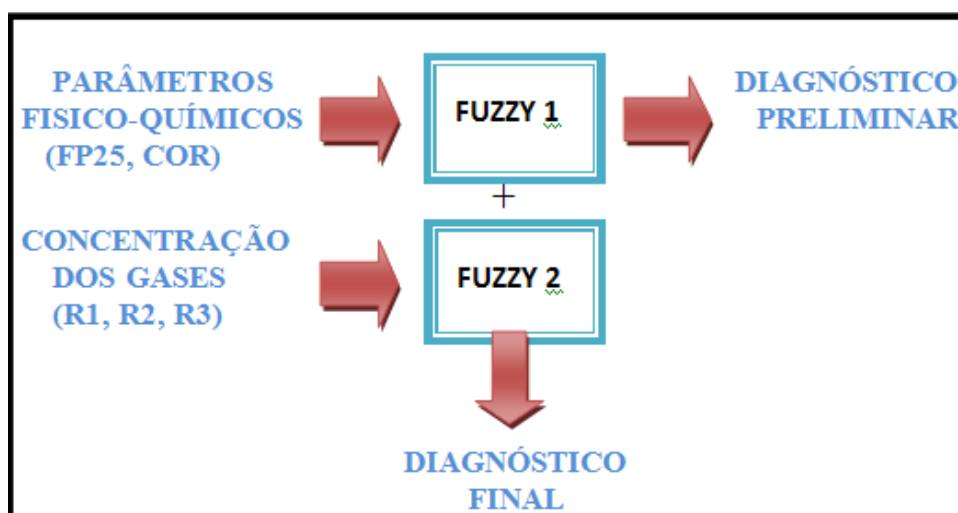 PARÂMETROS
FISICO-QUÍMICOS
(FP25, COR)
FUZZY 1
DIAGNÓSTICO
PRELIMINAR
+
CONCENTRAÇÃO
DOS GASES
(R1, R2, R3)
FUZZY 2
DIAGNÓSTICO
FINAL